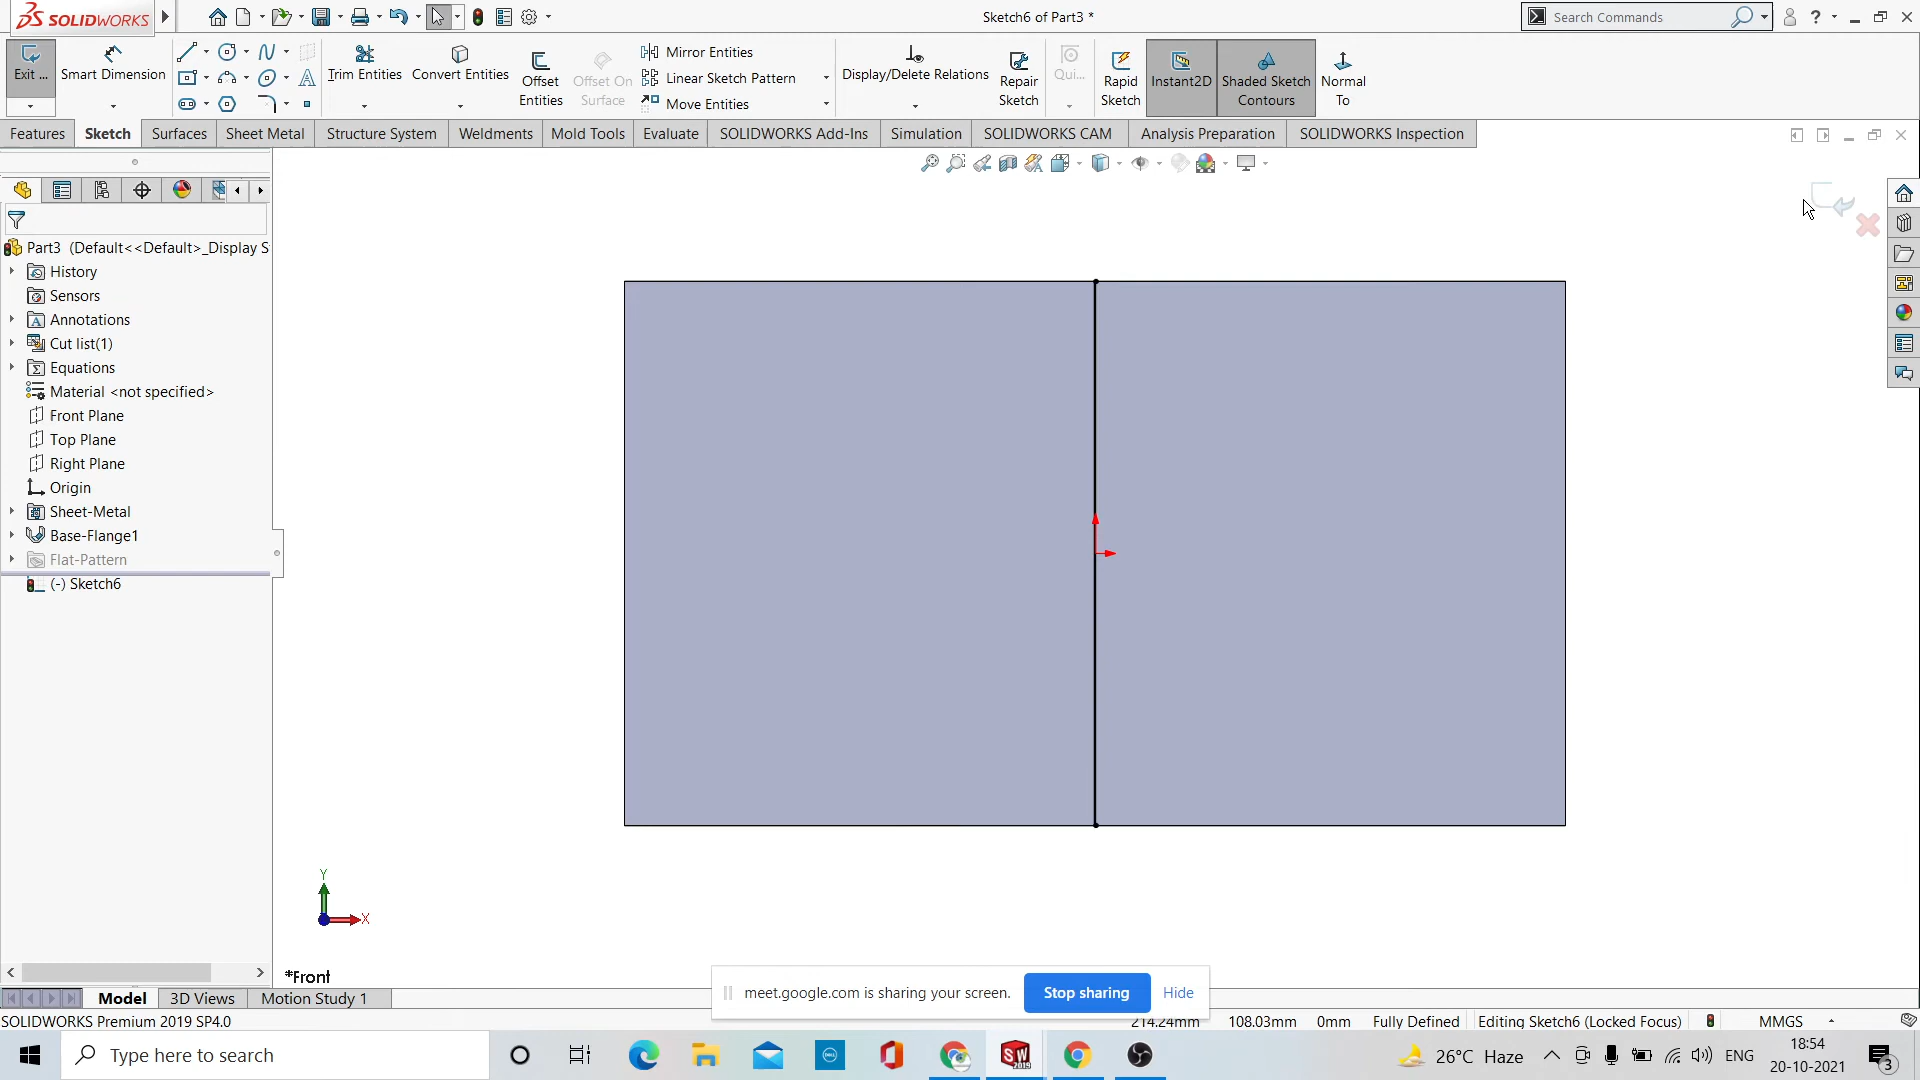 SOLIDWORKS
Sketch6 of Part3 *
Search Commands
?
Exit ...
Smart Dimension
Trim Entities
Convert Entities
Offset Entities
Offset On Surface
Mirror Entities
Linear Sketch Pattern
Move Entities
Display/Delete Relations
Repair Sketch
Qui...
Rapid Sketch
Instant2D
Shaded Sketch Contours
Normal To
Features
Sketch
Surfaces
Sheet Metal
Structure System
Weldments
Mold Tools
Evaluate
SOLIDWORKS Add-Ins
Simulation
SOLIDWORKS CAM
Analysis Preparation
SOLIDWORKS Inspection
Part3 (Default<<Default>_Display S
History
Sensors
Annotations
Cut list(1)
Equations
Material <not specified>
Front Plane
Top Plane
Right Plane
Origin
Sheet-Metal
Base-Flange1
Flat-Pattern
(-) Sketch6
Y
X
*Front
Model
3D Views
Motion Study 1
meet.google.com is sharing your screen.
Stop sharing
Hide
SOLIDWORKS Premium 2019 SP4.0
214.24mm
108.03mm
0mm
Fully Defined
Editing Sketch6 (Locked Focus)
MMGS
Type here to search
26°C Haze
ENG
18:54
20-10-2021
3